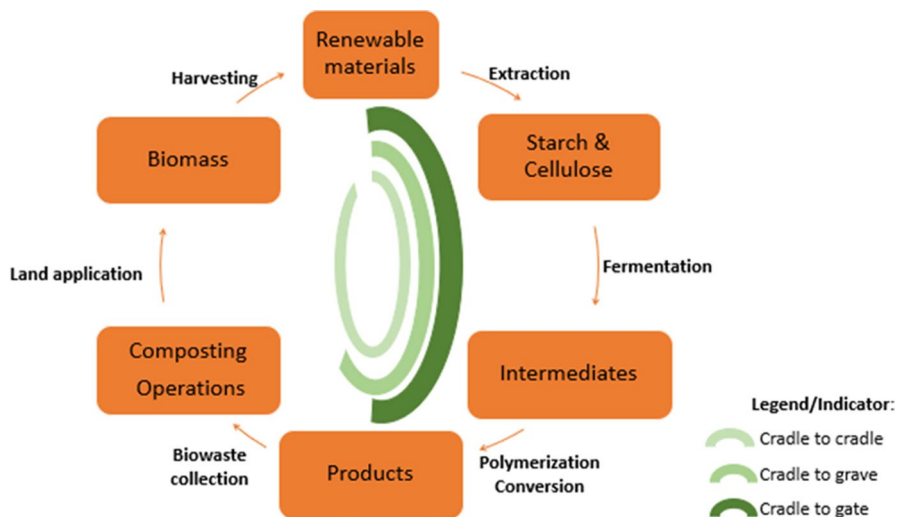 Renewable
materials
Harvesting
Extraction
Biomass
Starch &
Cellulose
Land application
Fermentation
Composting
Operations
Intermediates
Biowaste
collection
Products
Polymerization
Conversion
Legend/Indicator:
Cradle to cradle
Cradle to grave
Cradle to gate